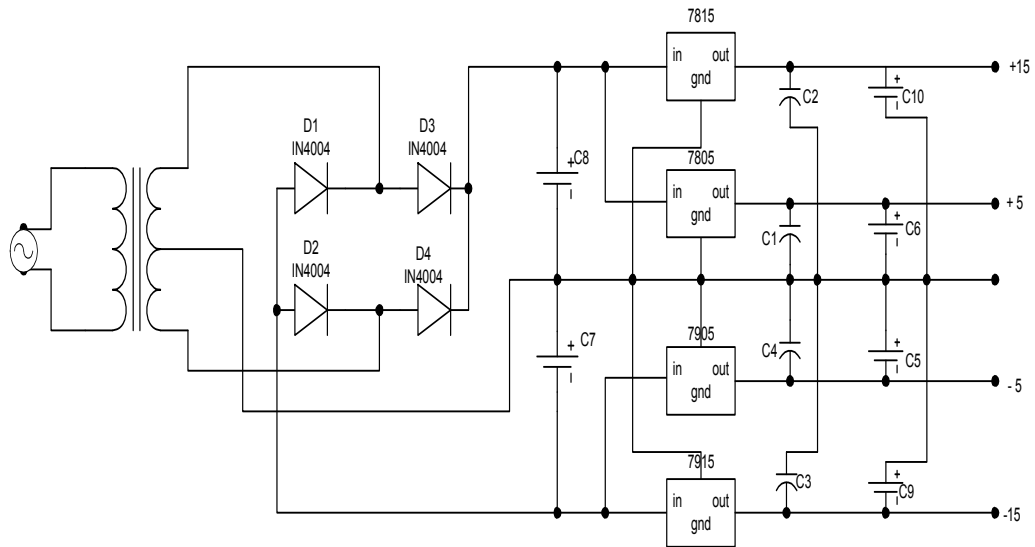 7815
in out
gnd
+15
C2
C10
D1
IN4004
D3
IN4004
+
C8
7805
in out
gnd
+ 5
C1
+
C6
D2
IN4004
D4
IN4004
+
C7
C4
+
C5
7905
in out
gnd
- 5
7915
in out
gnd
C3
+
C9
-15
+